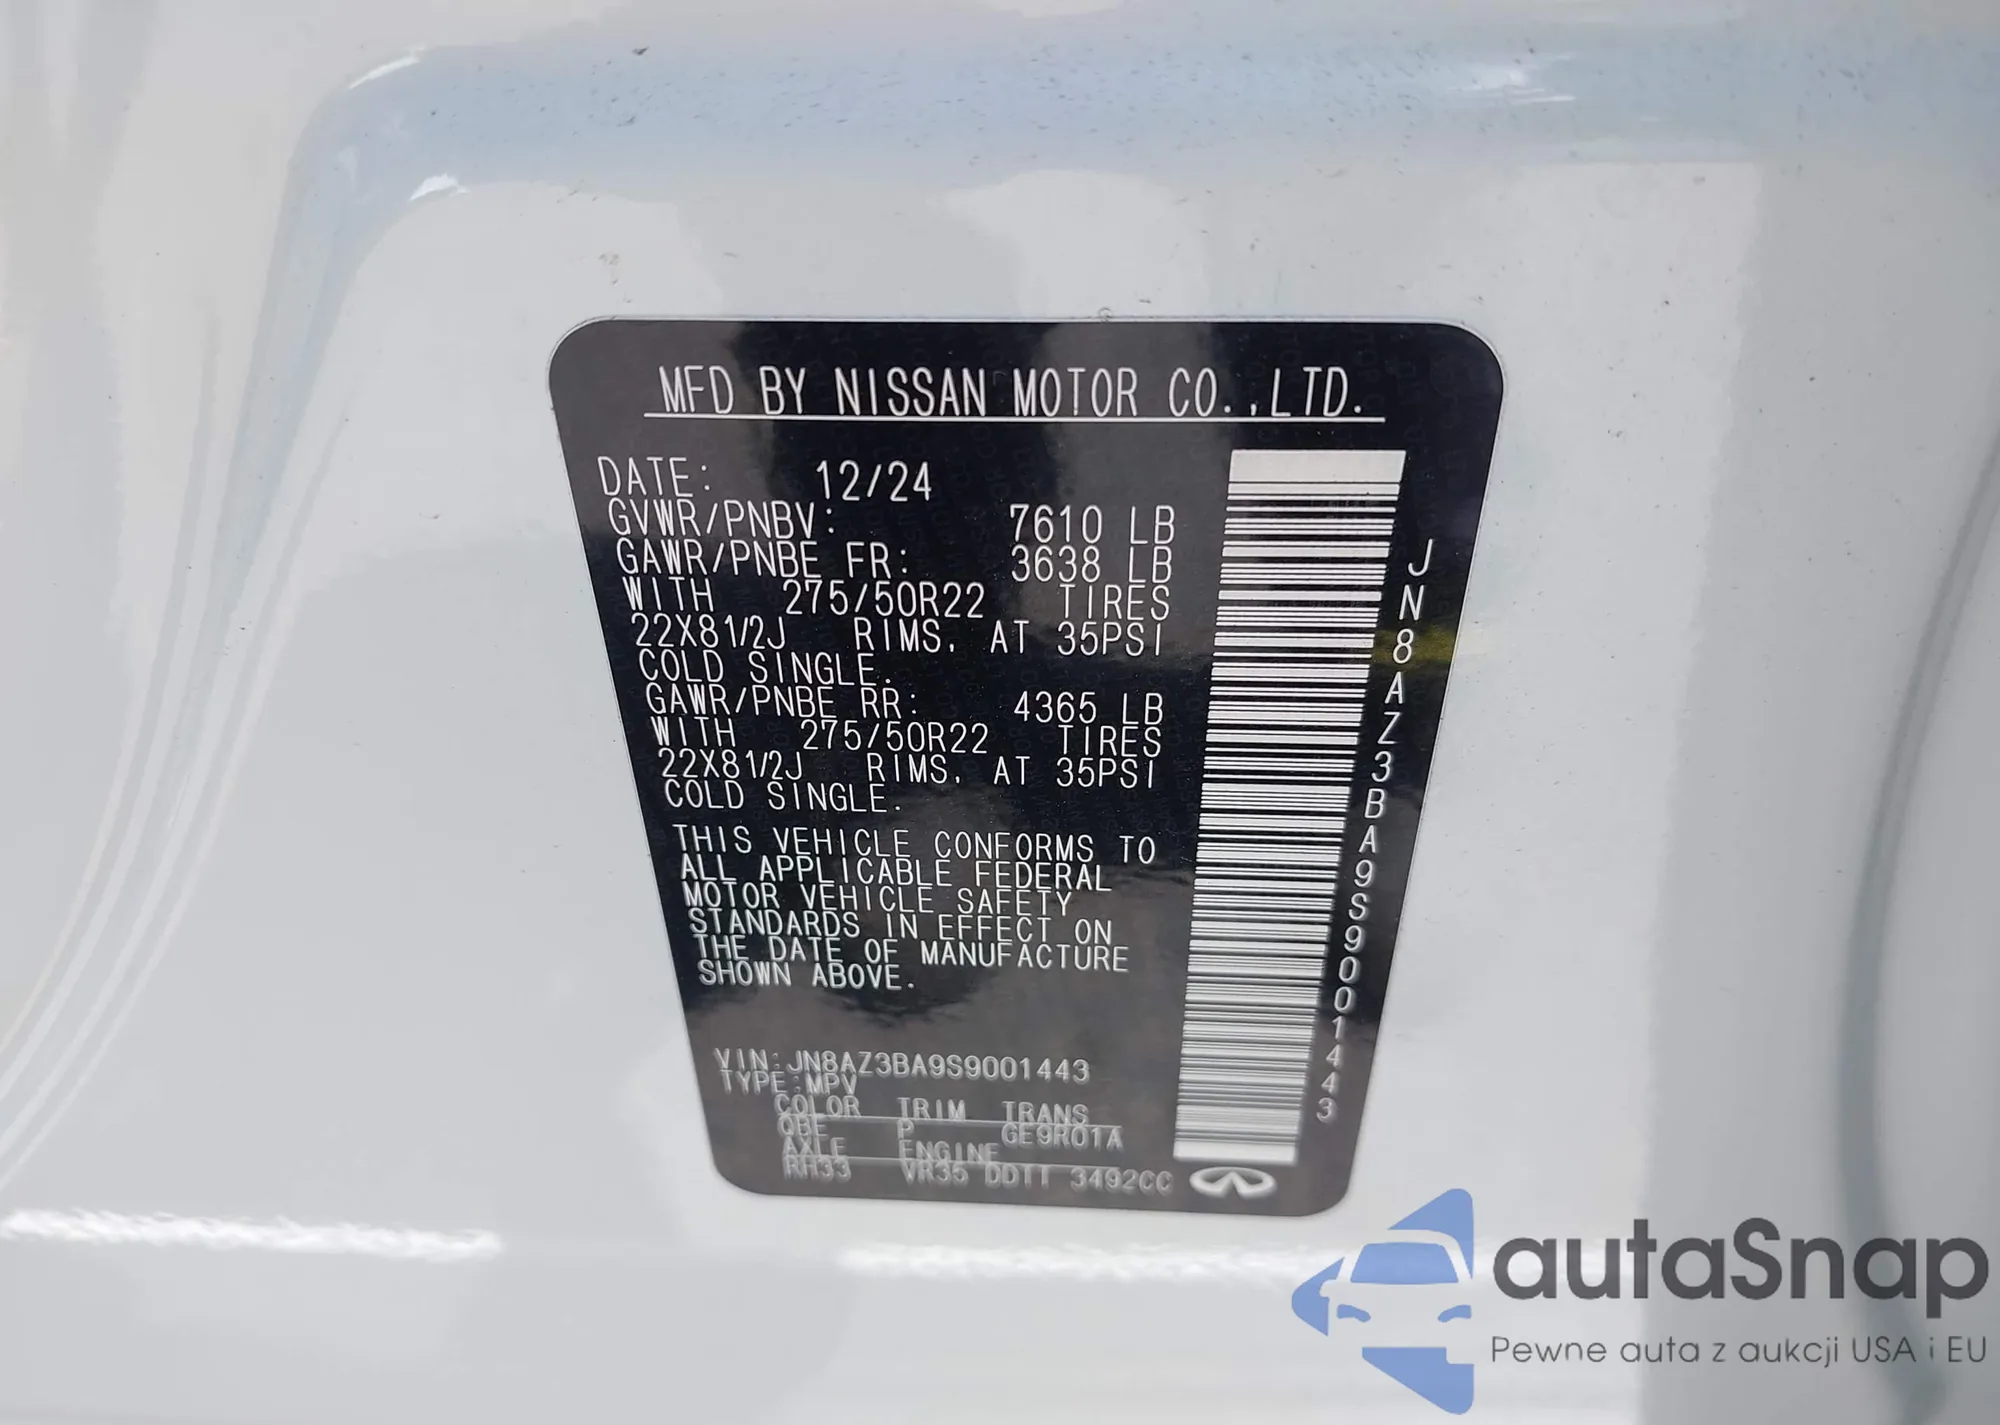 MFD BY NISSAN MOTOR CO.,LTD.
DATE: 12/24
GVWR/PNBV: 7610 LB
GAWR/PNBE FR: 3638 LB
WITH 275/50R22 TIRES
22X81/2J RIMS, AT 35PSI
COLD SINGLE.
GAWR/PNBE RR: 4365 LB
WITH 275/50R22 TIRES
22X81/2J RIMS, AT 35PSI
COLD SINGLE.
THIS VEHICLE CONFORMS TO
ALL APPLICABLE FEDERAL
MOTOR VEHICLE SAFETY
STANDARDS IN EFFECT ON
THE DATE OF MANUFACTURE
SHOWN ABOVE.
VIN:JN8AZ3BA9S9001443
TYPE:MPV
COLOR TRIM TRANS
QBE P GE9R01A
AXLE ENGINE
RH33 VR35 DDTT 3492CC
JN8AZ3BA9S9001443
autaSnap
Pewne auta z aukcji USA i EU